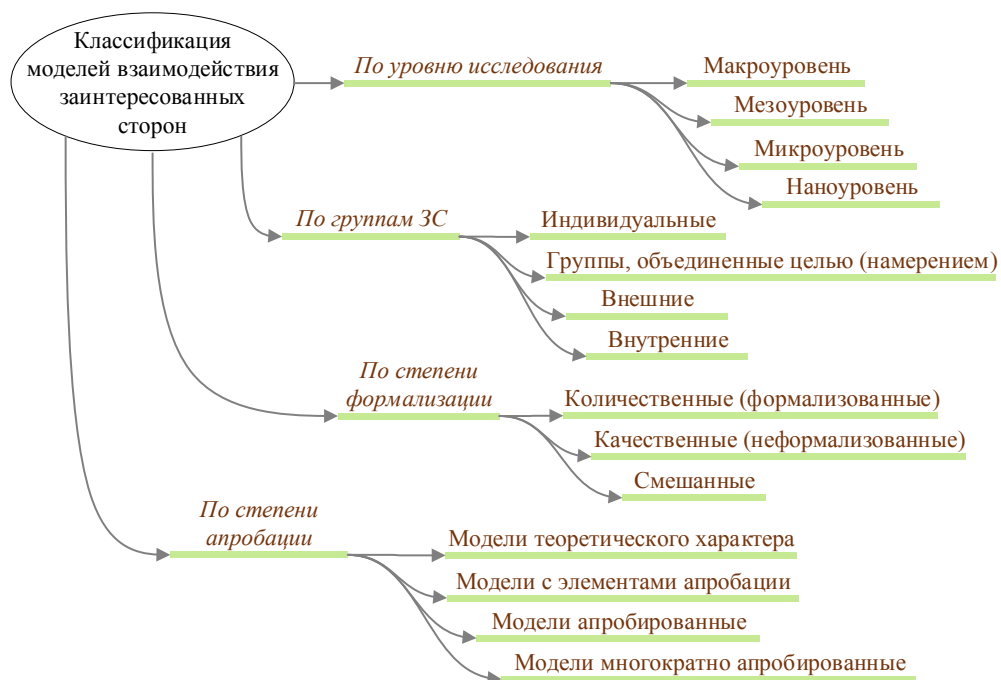 Классификация
моделей взаимодействия
заинтересованных
сторон
По уровню исследования
Макроуровень
Мезоуровень
Микроуровень
Наноуровень
По группам ЗС
Индивидуальные
Группы, объединенные целью (намерением)
Внешние
Внутренние
По степени
формализации
Количественные (формализованные)
Качественные (неформализованные)
Смешанные
По степени
апробации
Модели теоретического характера
Модели с элементами апробации
Модели апробированные
Модели многократно апробированные